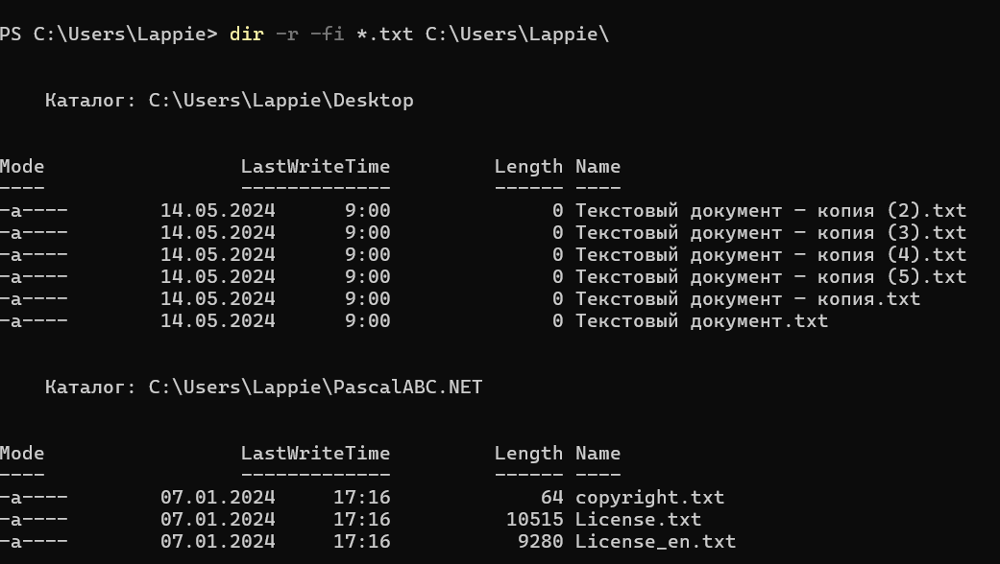 PS C:\Users\Lappie> dir -r -fi *.txt C:\Users\Lappie\
Каталог: C:\Users\Lappie\Desktop
Mode LastWriteTime Length Name
---- ------------- ------ ----
-a---- 14.05.2024 9:00 0 Текстовый документ — копия (2).txt
-a---- 14.05.2024 9:00 0 Текстовый документ — копия (3).txt
-a---- 14.05.2024 9:00 0 Текстовый документ — копия (4).txt
-a---- 14.05.2024 9:00 0 Текстовый документ — копия (5).txt
-a---- 14.05.2024 9:00 0 Текстовый документ — копия.txt
-a---- 14.05.2024 9:00 0 Текстовый документ.txt
Каталог: C:\Users\Lappie\PascalABC.NET
Mode LastWriteTime Length Name
---- ------------- ------ ----
-a---- 07.01.2024 17:16 64 copyright.txt
-a---- 07.01.2024 17:16 10515 License.txt
-a---- 07.01.2024 17:16 9280 License_en.txt